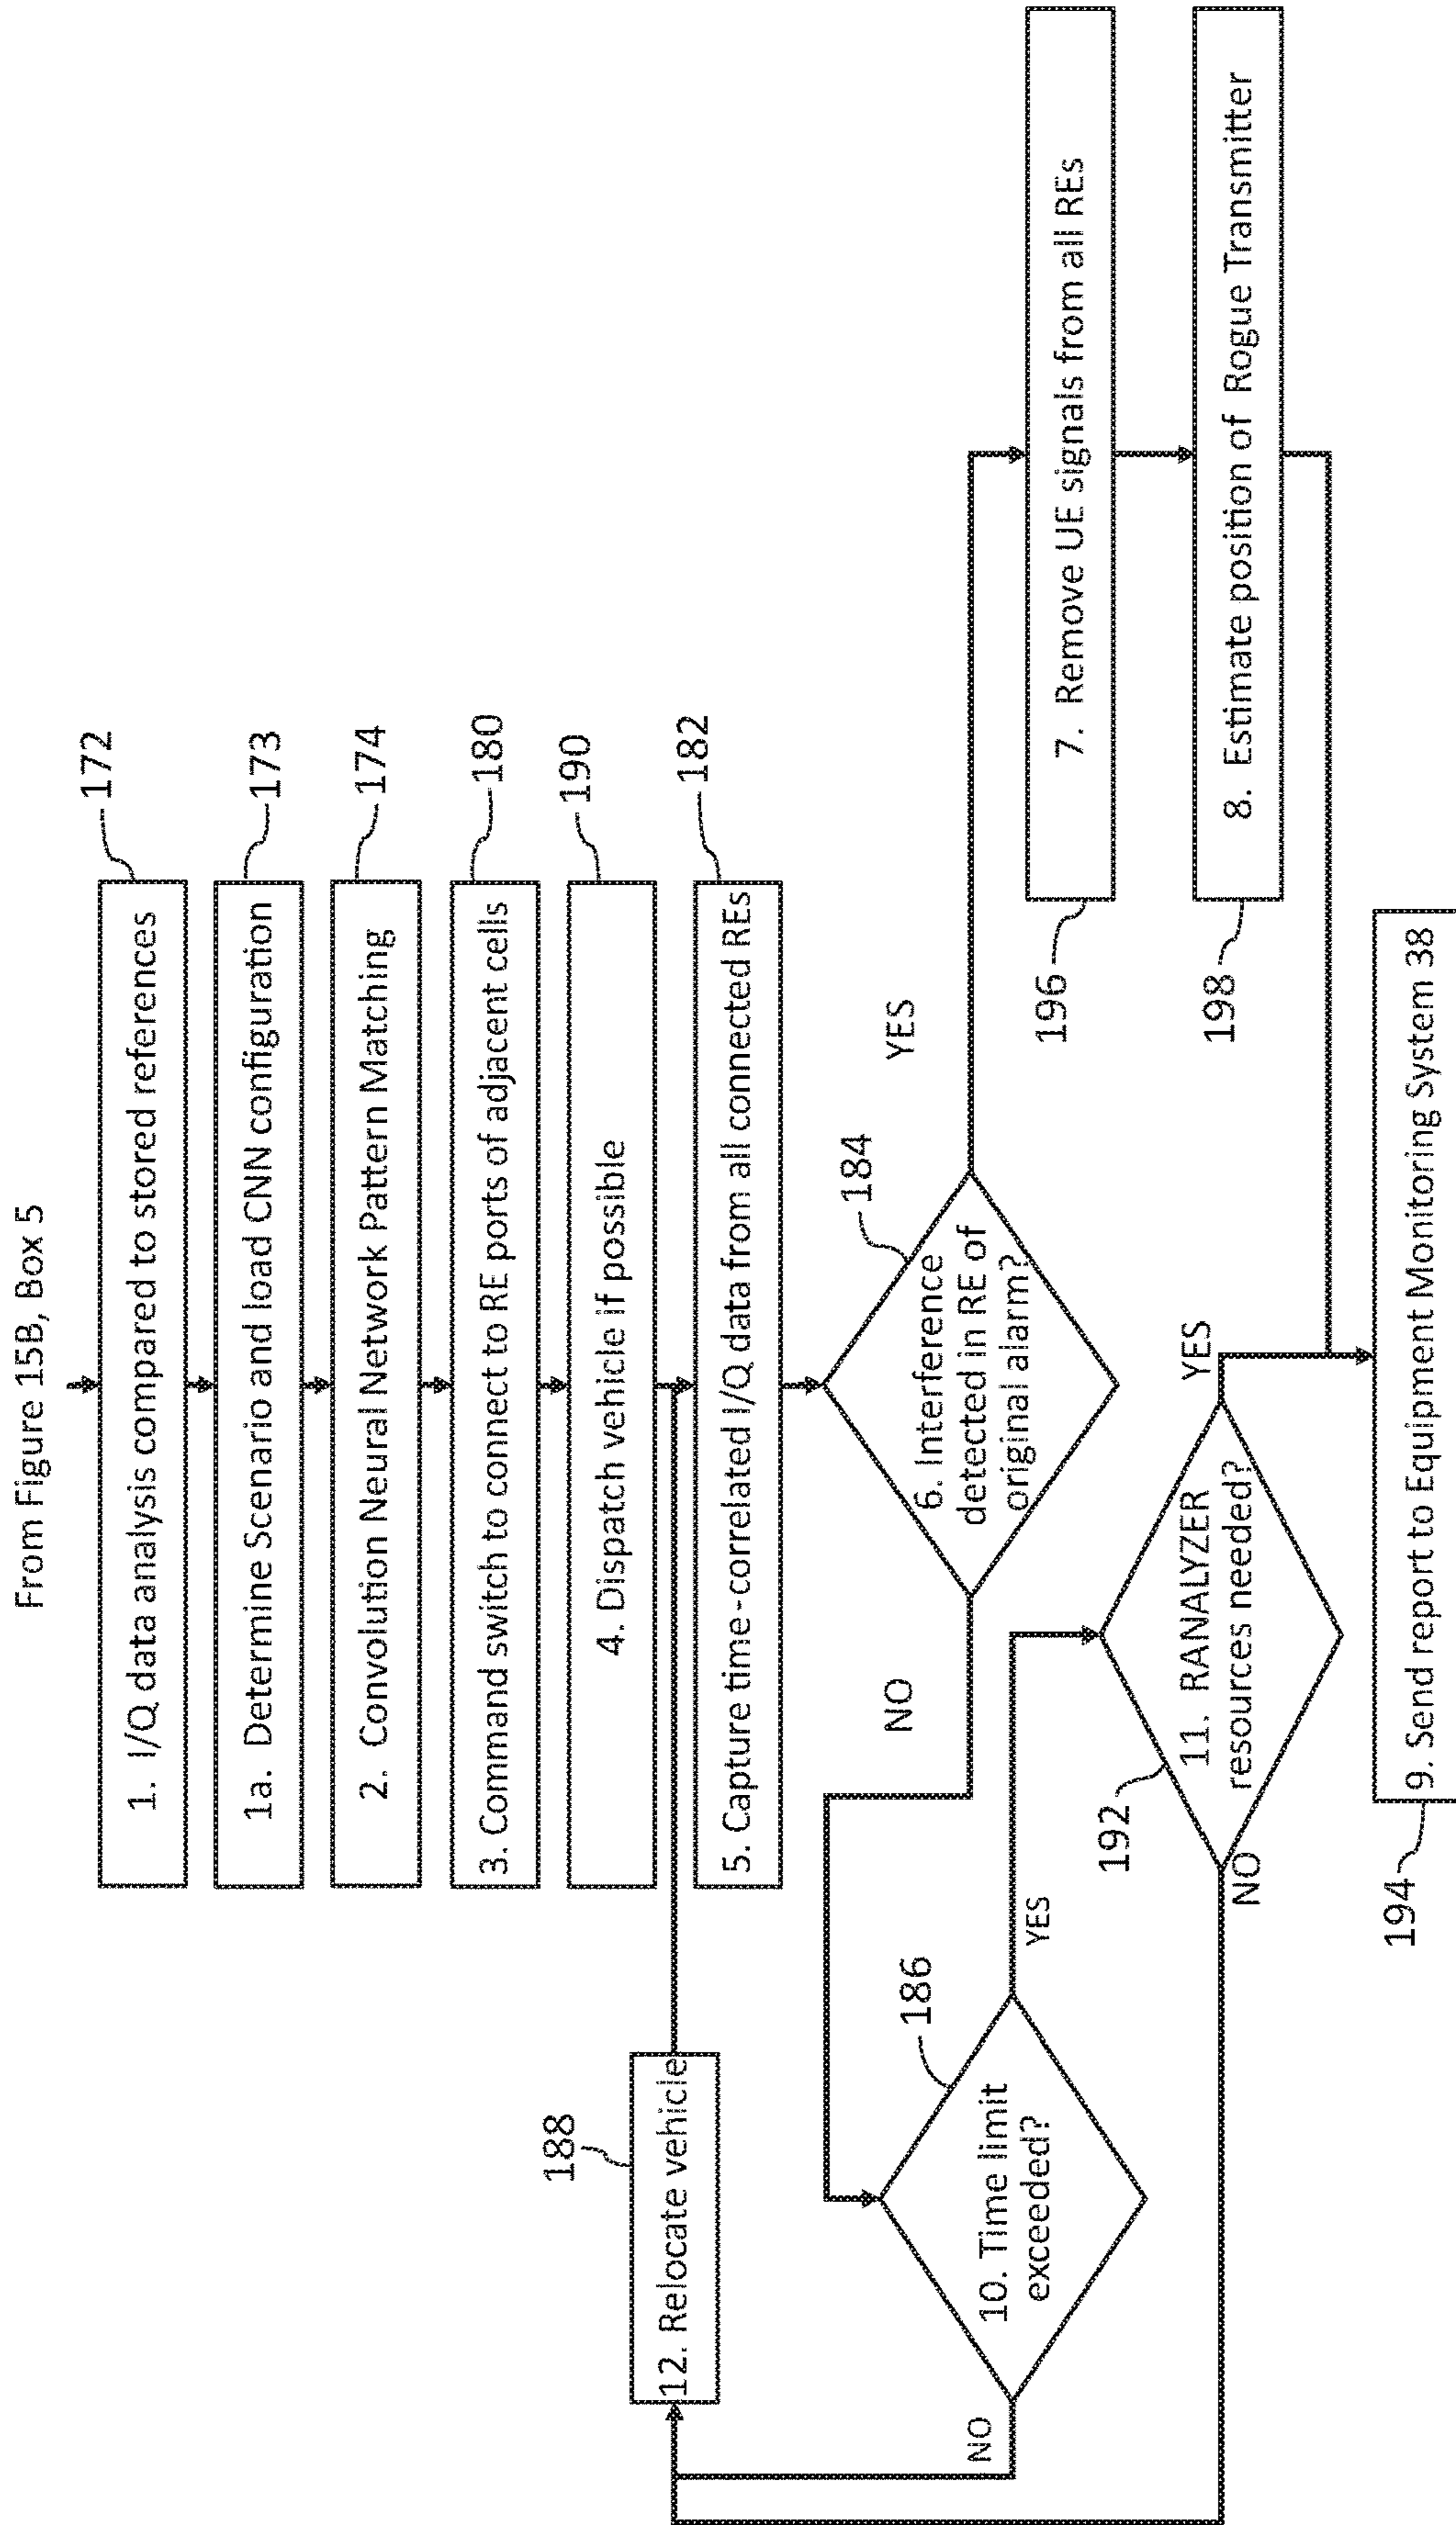 From Figure 15B, Box 5
172
1. I/Q data analysis compared to stored references
173
1a. Determine Scenario and load CNN configuration
174
2. Convolution Neural Network Pattern Matching
180
3. Command switch to connect to RE ports of adjacent cells
190
4. Dispatch vehicle if possible
182
5. Capture time-correlated I/Q data from all connected REs
188
12. Relocate vehicle
184
6. Interference
detected in RE of
original alarm?
YES
NO
186
10. Time limit
exceeded?
YES
NO
192
11. RANALYZER
resources needed?
YES
NO
196
7. Remove UE signals from all REs
198
8. Estimate position of Rogue Transmitter
194
9. Send report to Equipment Monitoring System 38